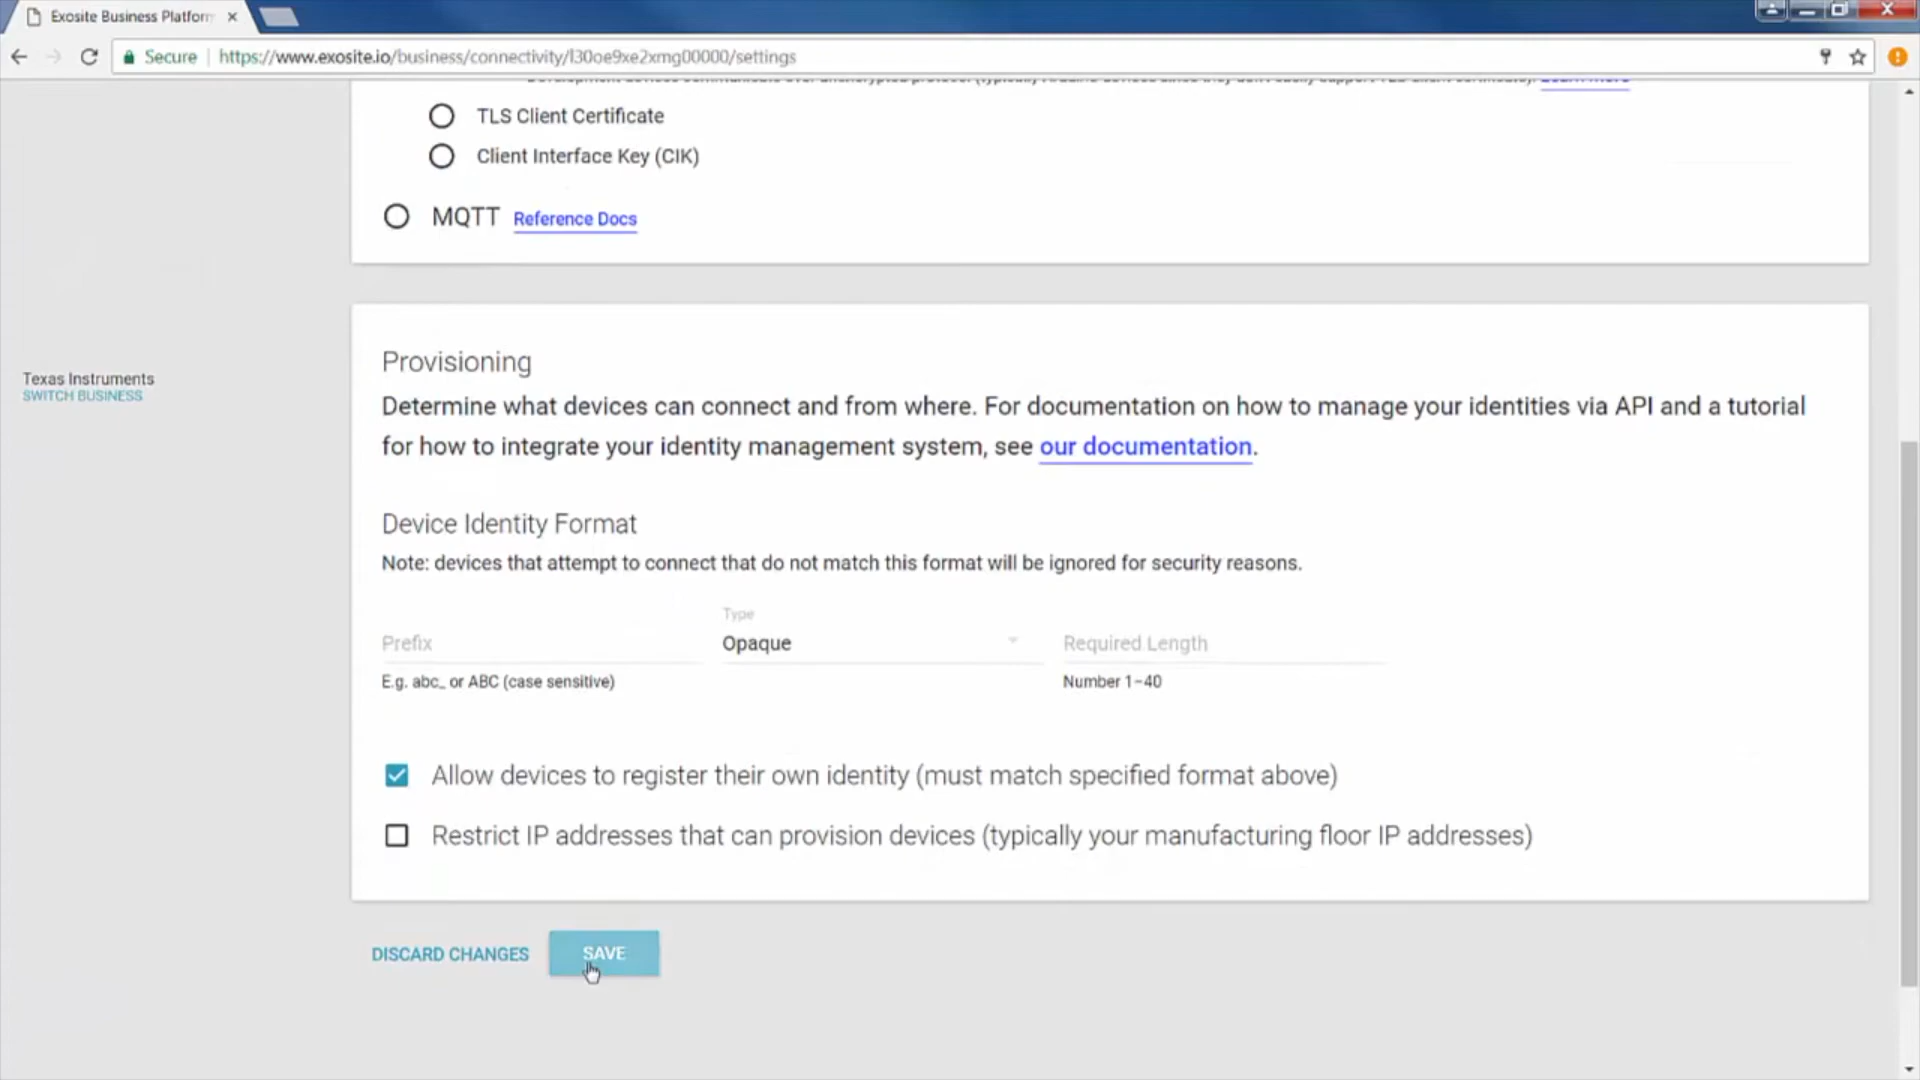 Exosite Business Platform
Secure https://www.exosite.io/business/connectivity/l30oe9xe2xmg00000/settings
TLS Client Certificate
Client Interface Key (CIK)
MQTT Reference Docs
Provisioning
Determine what devices can connect and from where. For documentation on how to manage your identities via API and a tutorial
for how to integrate your identity management system, see our documentation.
Texas Instruments
SWITCH BUSINESS
Device Identity Format
Note: devices that attempt to connect that do not match this format will be ignored for security reasons.
Type
Prefix Opaque Required Length
E.g. abc_ or ABC (case sensitive) Number 1–40
Allow devices to register their own identity (must match specified format above)
Restrict IP addresses that can provision devices (typically your manufacturing floor IP addresses)
DISCARD CHANGES SAVE